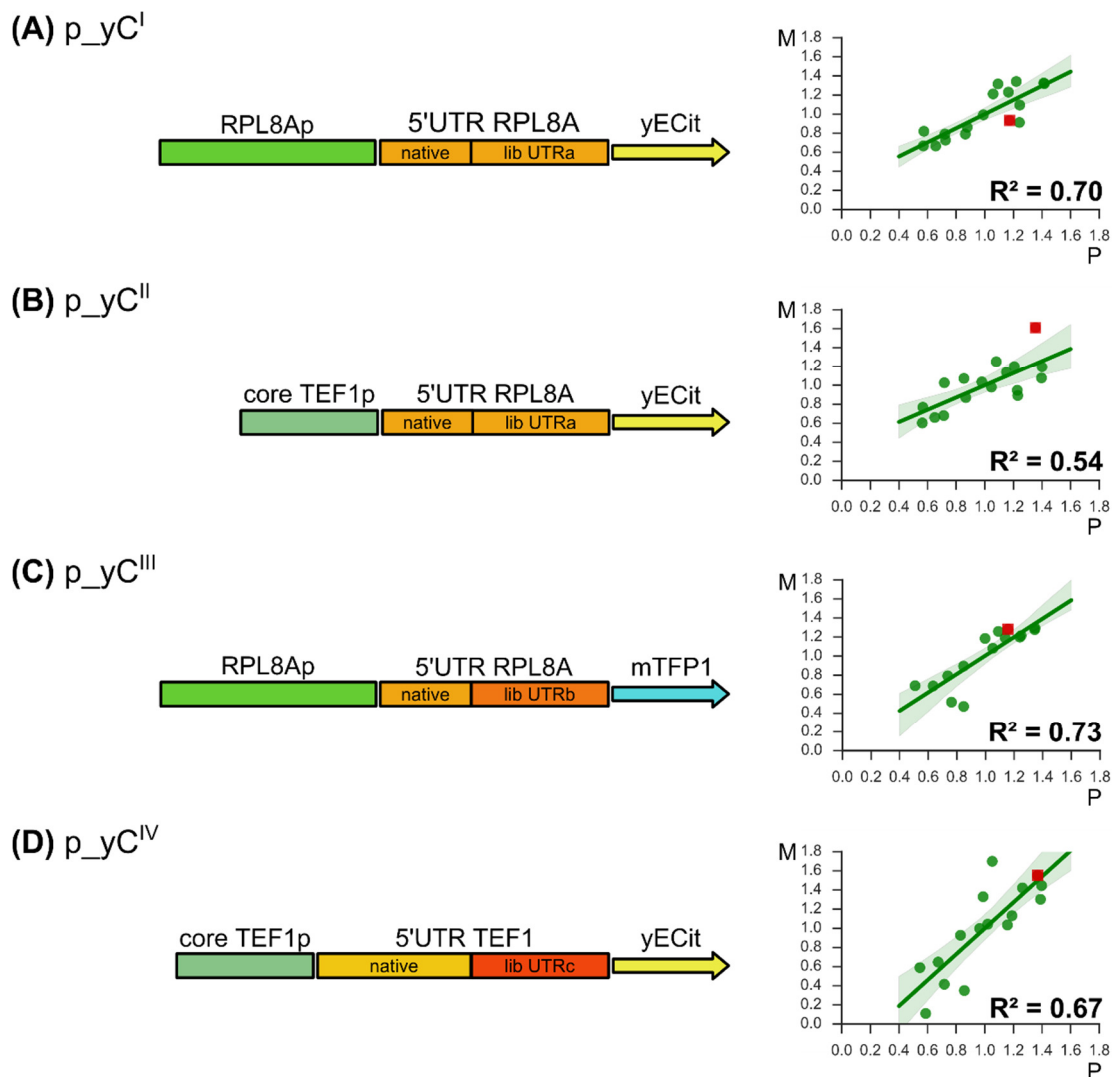 (A) p_yC^I
RPL8Ap 5'UTR RPL8A yECit
native lib UTRa
M
1.8
1.6
1.4
1.2
1.0
0.8
0.6
0.4
0.2
0.0
R² = 0.70
0.0 0.2 0.4 0.6 0.8 1.0 1.2 1.4 1.6 1.8
P
(B) p_yC^II
core TEF1p 5'UTR RPL8A yECit
native lib UTRa
M
1.8
1.6
1.4
1.2
1.0
0.8
0.6
0.4
0.2
0.0
R² = 0.54
0.0 0.2 0.4 0.6 0.8 1.0 1.2 1.4 1.6 1.8
P
(C) p_yC^III
RPL8Ap 5'UTR RPL8A mTFP1
native lib UTRb
M
1.8
1.6
1.4
1.2
1.0
0.8
0.6
0.4
0.2
0.0
R² = 0.73
0.0 0.2 0.4 0.6 0.8 1.0 1.2 1.4 1.6 1.8
P
(D) p_yC^IV
core TEF1p 5'UTR TEF1 yECit
native lib UTRc
M
1.8
1.6
1.4
1.2
1.0
0.8
0.6
0.4
0.2
0.0
R² = 0.67
0.0 0.2 0.4 0.6 0.8 1.0 1.2 1.4 1.6 1.8
P